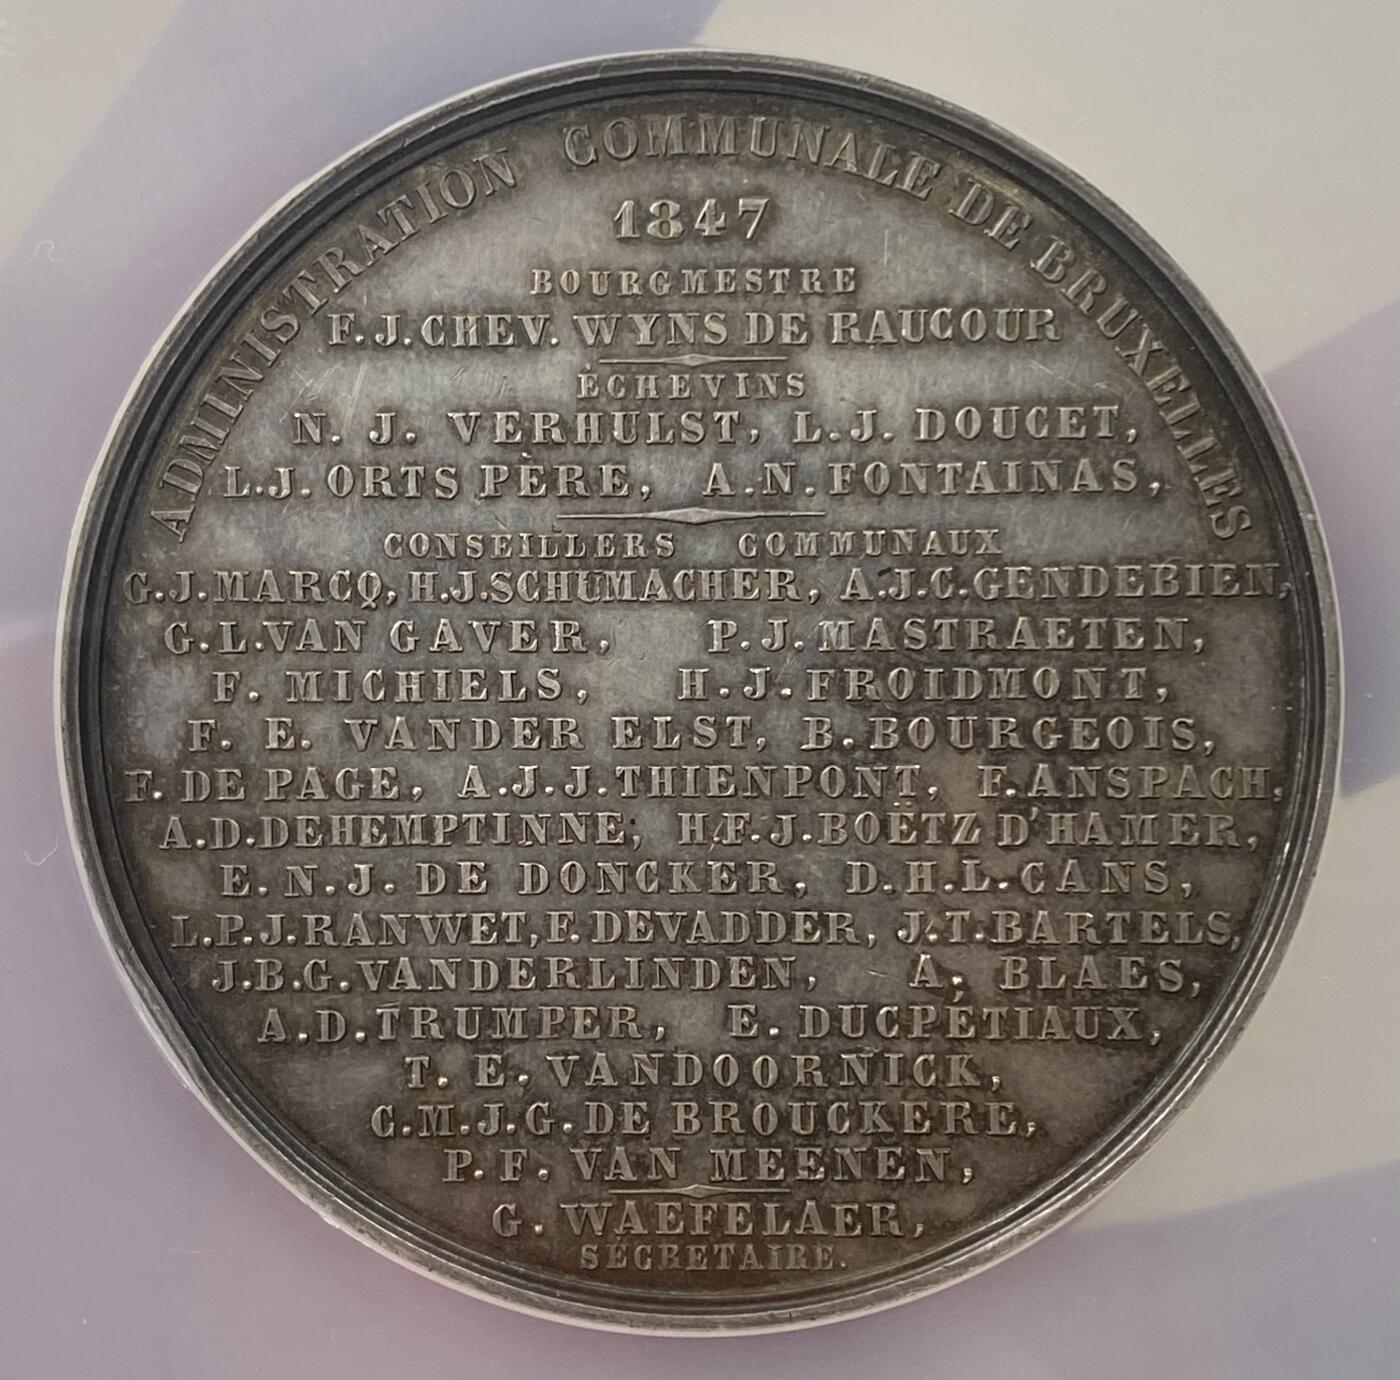 ADMINISTRATION COMMUNALE DE BRUXELLES
1847
BOURGMESTRE
F.J.CHEV. WYNS DE RAUCOUR
ÉCHEVINS
N. J. VERHULST, L.J. DOUCET,
L.J. ORTS PÈRE, A.N. FONTAINAS,
CONSEILLERS COMMUNAUX
G.J.MARCQ, H.J.SCHUMACHER, A.J.C.GENDEBIEN,
G.L.VAN GAVER, P.J.MASTRAETEN,
F. MICHIELS, H.J.FROIDMONT,
F. E. VANDER ELST, B.BOURGEOIS,
F. DE PAGE, A.J.J.THIENPONT, F.ANSPACH,
A.D.DEHEMPTINNE, H.F.J.BOËTZ D'HAMER,
E.N.J. DE DONCKER, D.H.L.CANS,
L.P.J.RANWET, F.DEVADDER, J.T.BARTELS,
J.B.G.VANDERLINDEN, A. BLAES,
A.D.TRUMPER, E. DUCPÉTIAUX,
T. E. VANDOORNICK,
C.M.J.G.DE BROUCKERE,
P. F. VAN MEENEN,
G. WAEFELAER,
SÉCRETAIRE.